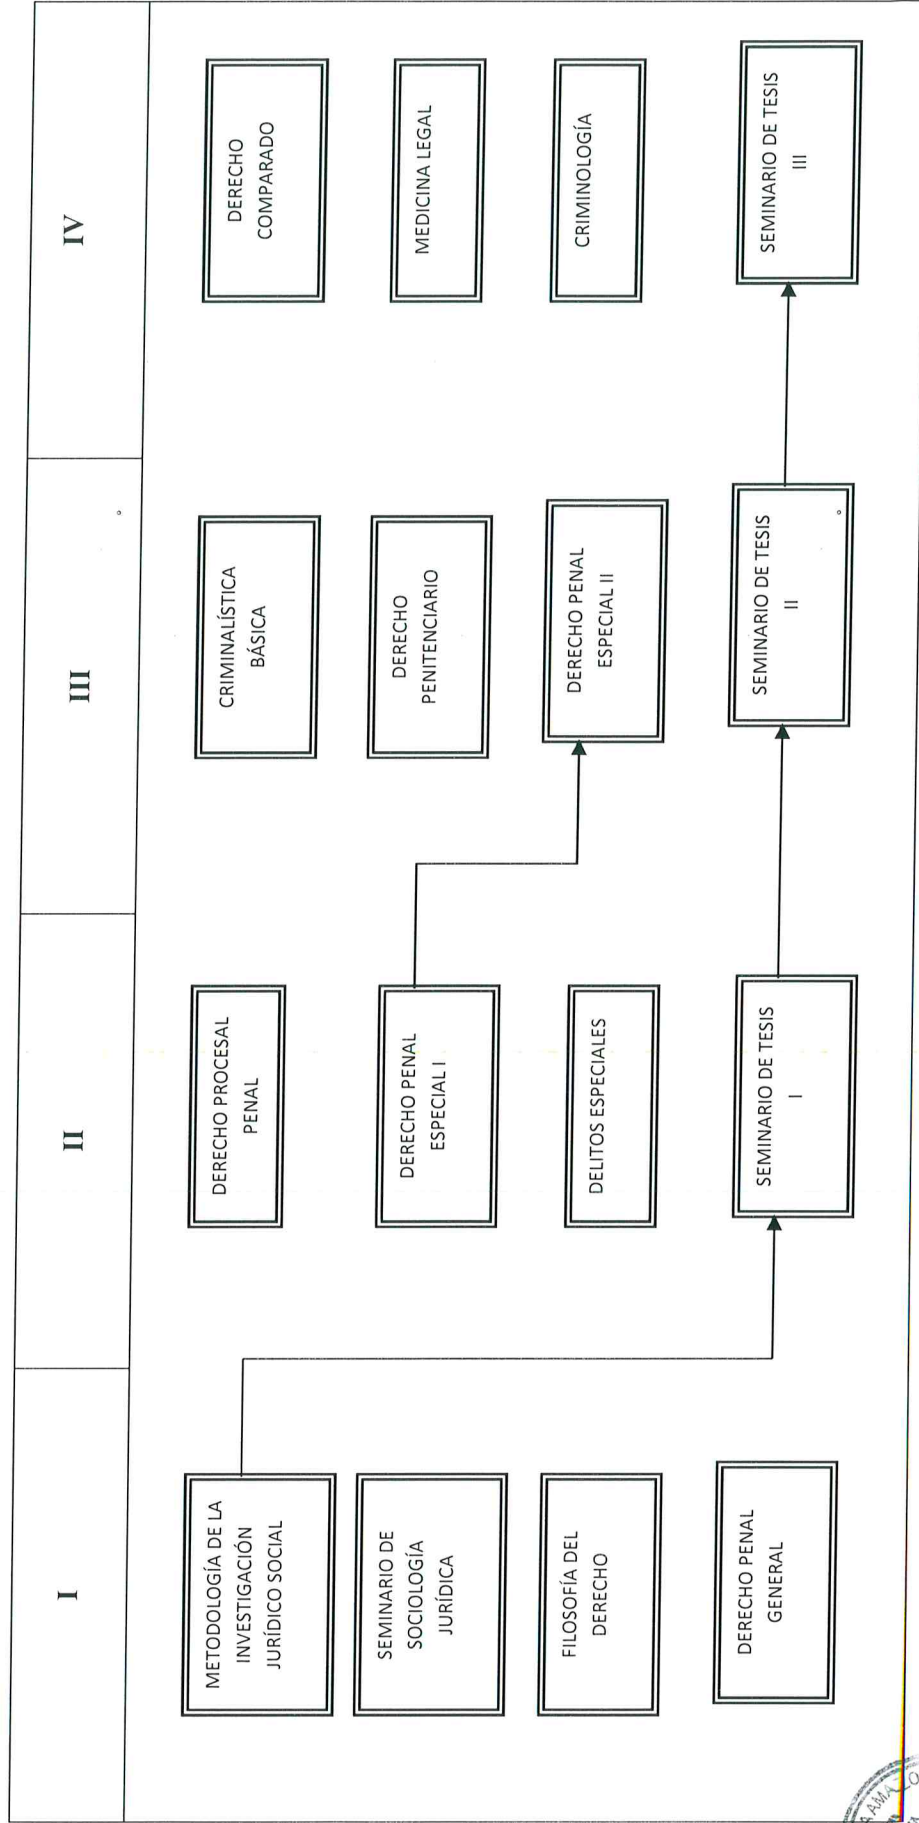 I
II
III
IV
METODOLOGÍA DE LA
INVESTIGACIÓN
JURÍDICO SOCIAL
SEMINARIO DE
SOCIOLOGÍA
JURÍDICA
FILOSOFÍA DEL
DERECHO
DERECHO PENAL
GENERAL
DERECHO PROCESAL
PENAL
DERECHO PENAL
ESPECIAL I
DELITOS ESPECIALES
SEMINARIO DE TESIS
I
CRIMINALÍSTICA
BÁSICA
DERECHO
PENITENCIARIO
DERECHO PENAL
ESPECIAL II
SEMINARIO DE TESIS
II
DERECHO
COMPARADO
MEDICINA LEGAL
CRIMINOLOGÍA
SEMINARIO DE TESIS
III